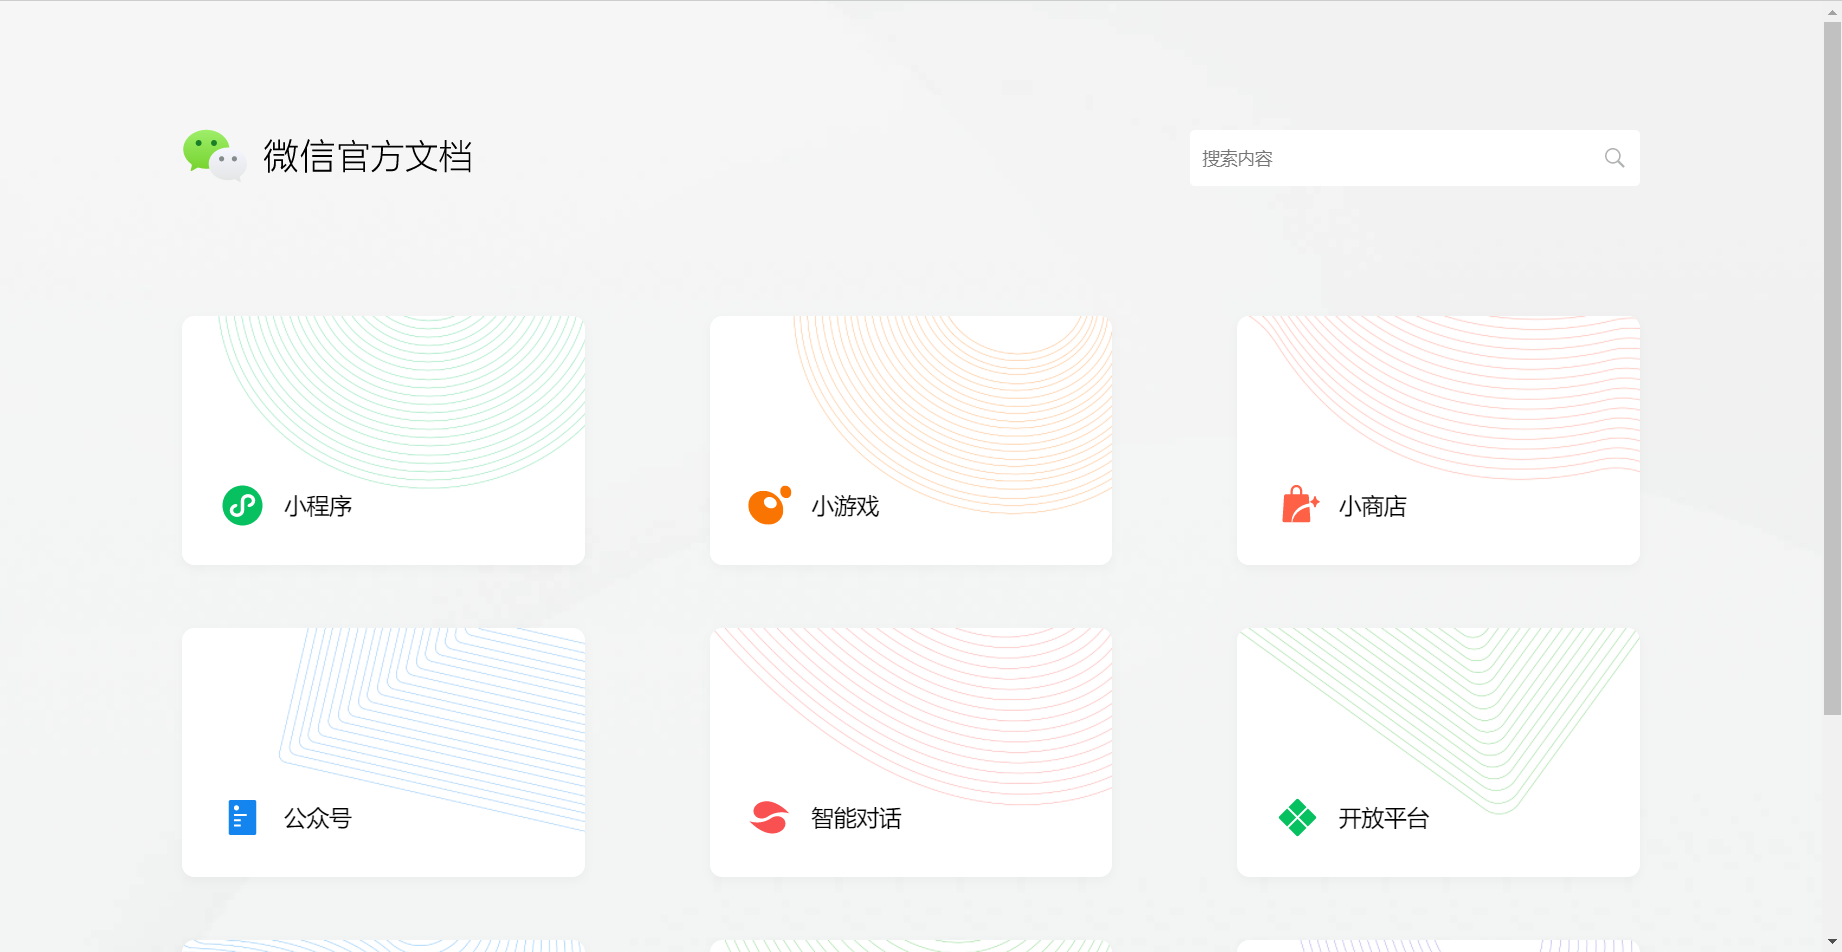 微信官方文档
搜索内容
小程序
小游戏
小商店
公众号
智能对话
开放平台